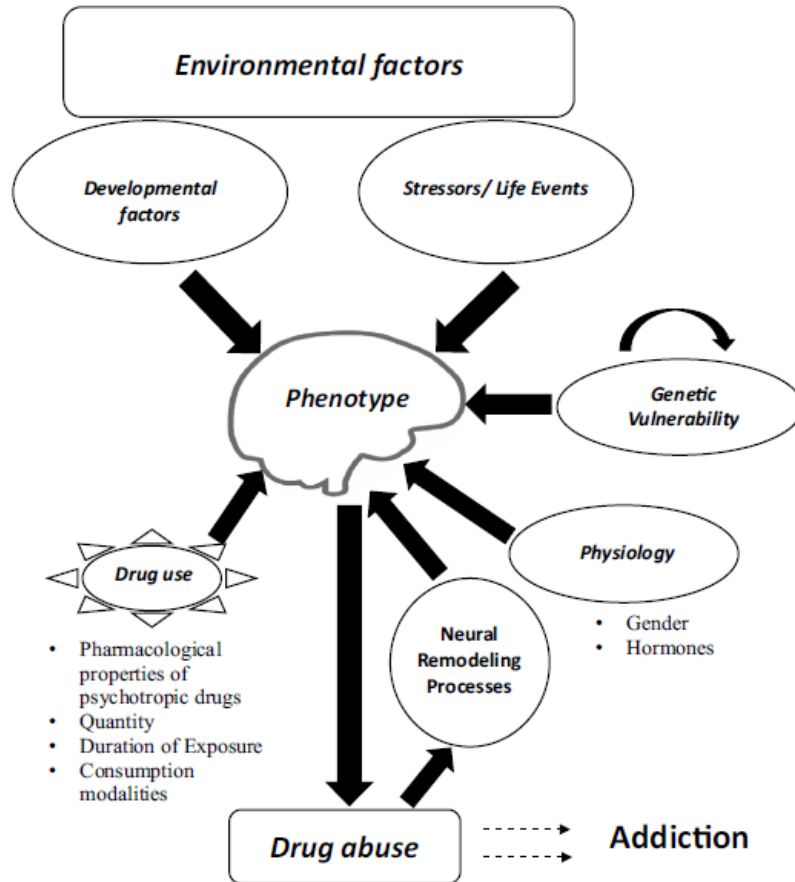 Environmental factors
Developmental
factors
Stressors/ Life Events
Phenotype
Genetic
Vulnerability
Drug use
Physiology
• Pharmacological
properties of
psychotropic drugs
• Quantity
• Duration of Exposure
• Consumption
modalities
Neural
Remodeling
Processes
• Gender
• Hormones
Drug abuse
Addiction